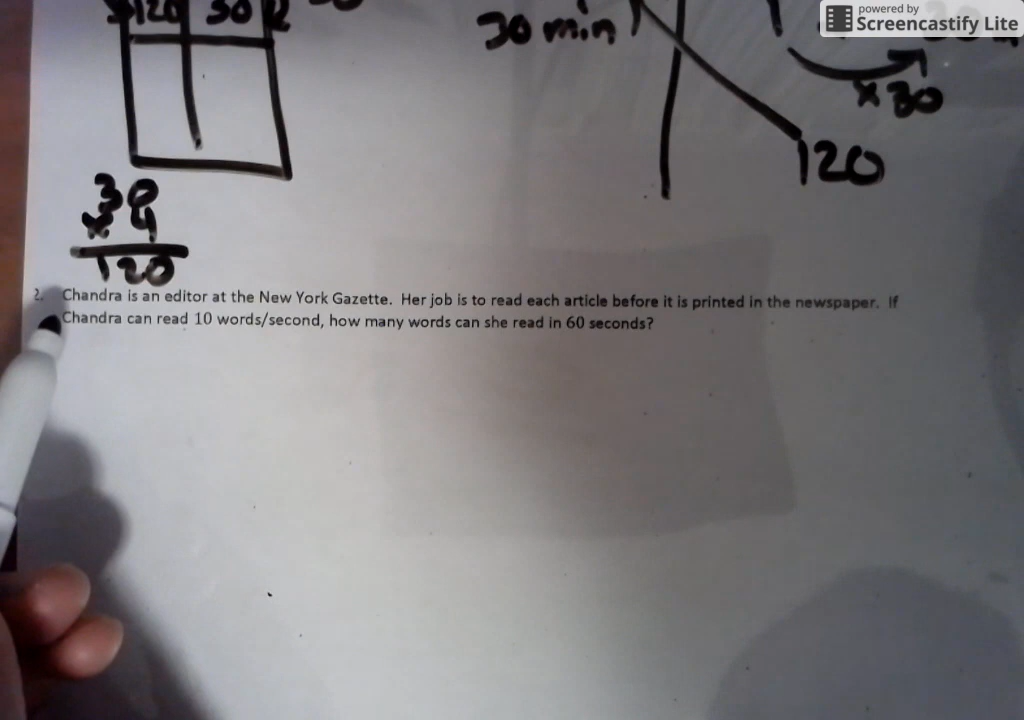 120 30
30 min
powered by
Screencastify Lite
x30
120
30
x 4
120
2. Chandra is an editor at the New York Gazette. Her job is to read each article before it is printed in the newspaper. If
Chandra can read 10 words/second, how many words can she read in 60 seconds?